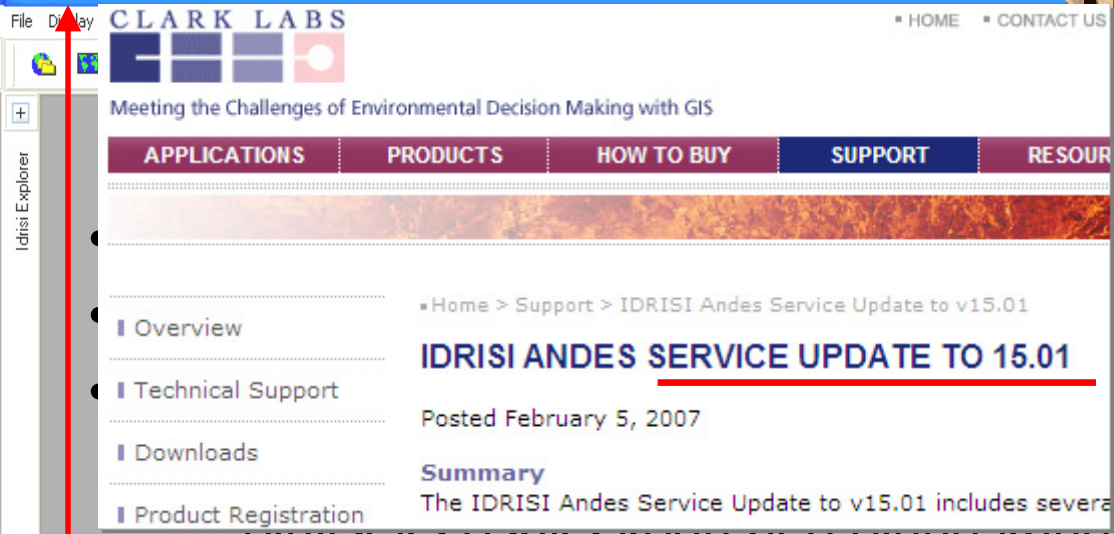 File
CLARK LABS
HOME CONTACT US
Meeting the Challenges of Environmental Decision Making with GIS
APPLICATIONS PRODUCTS HOW TO BUY SUPPORT
Idrisi Explorer
Home > Support > IDRISI Andes Service Update to v15.01
IDRISI ANDES SERVICE UPDATE TO 15.01
Posted February 5, 2007
Summary
The IDRISI Andes Service Update to v15.01 includes
Overview
Technical Support
Downloads
Product Registration